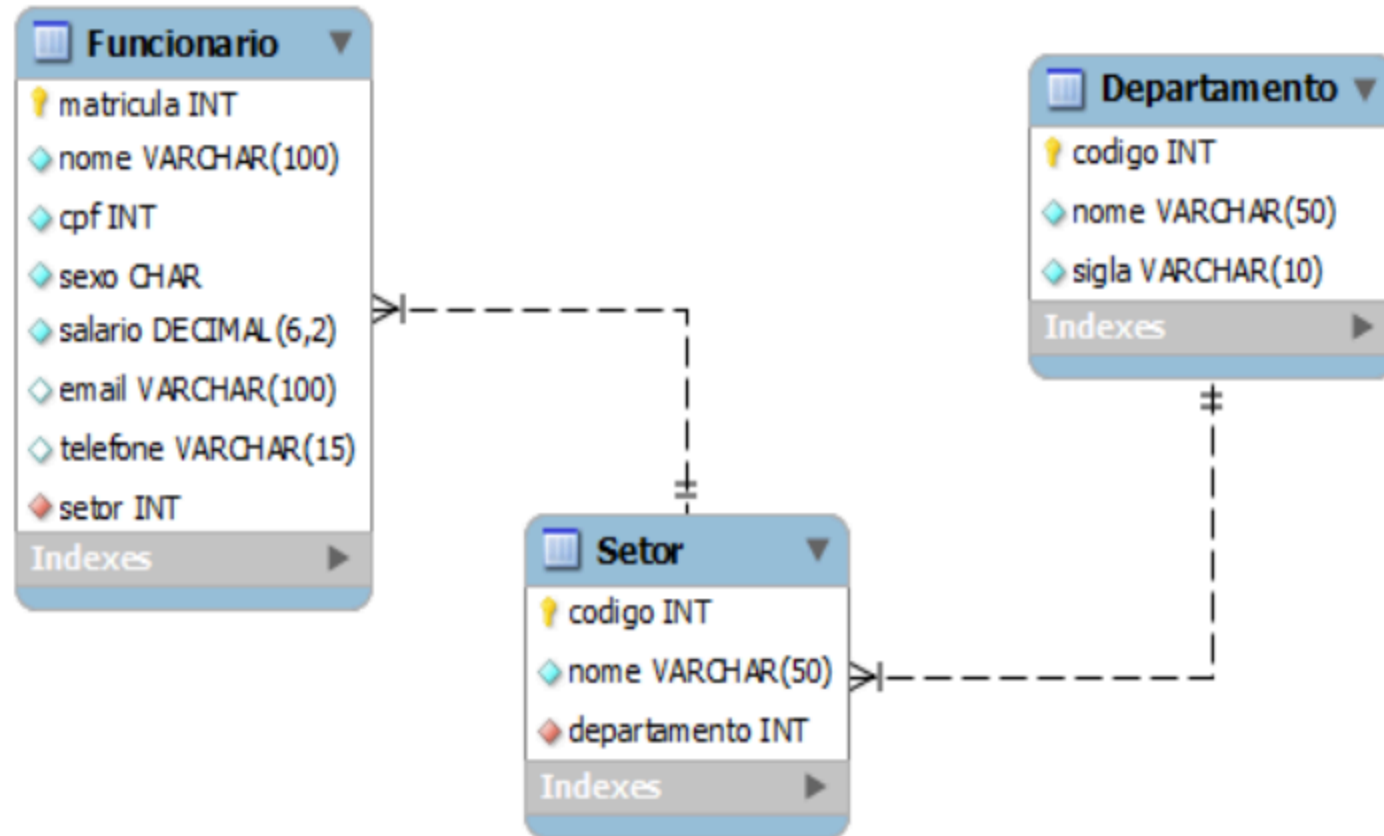 Funcionario
matricula INT
nome VARCHAR(100)
cpf INT
sexo CHAR
salario DECIMAL(6,2)
email VARCHAR(100)
telefone VARCHAR(15)
setor INT
Indexes
Departamento
codigo INT
nome VARCHAR(50)
sigla VARCHAR(10)
Indexes
Setor
codigo INT
nome VARCHAR(50)
departamento INT
Indexes